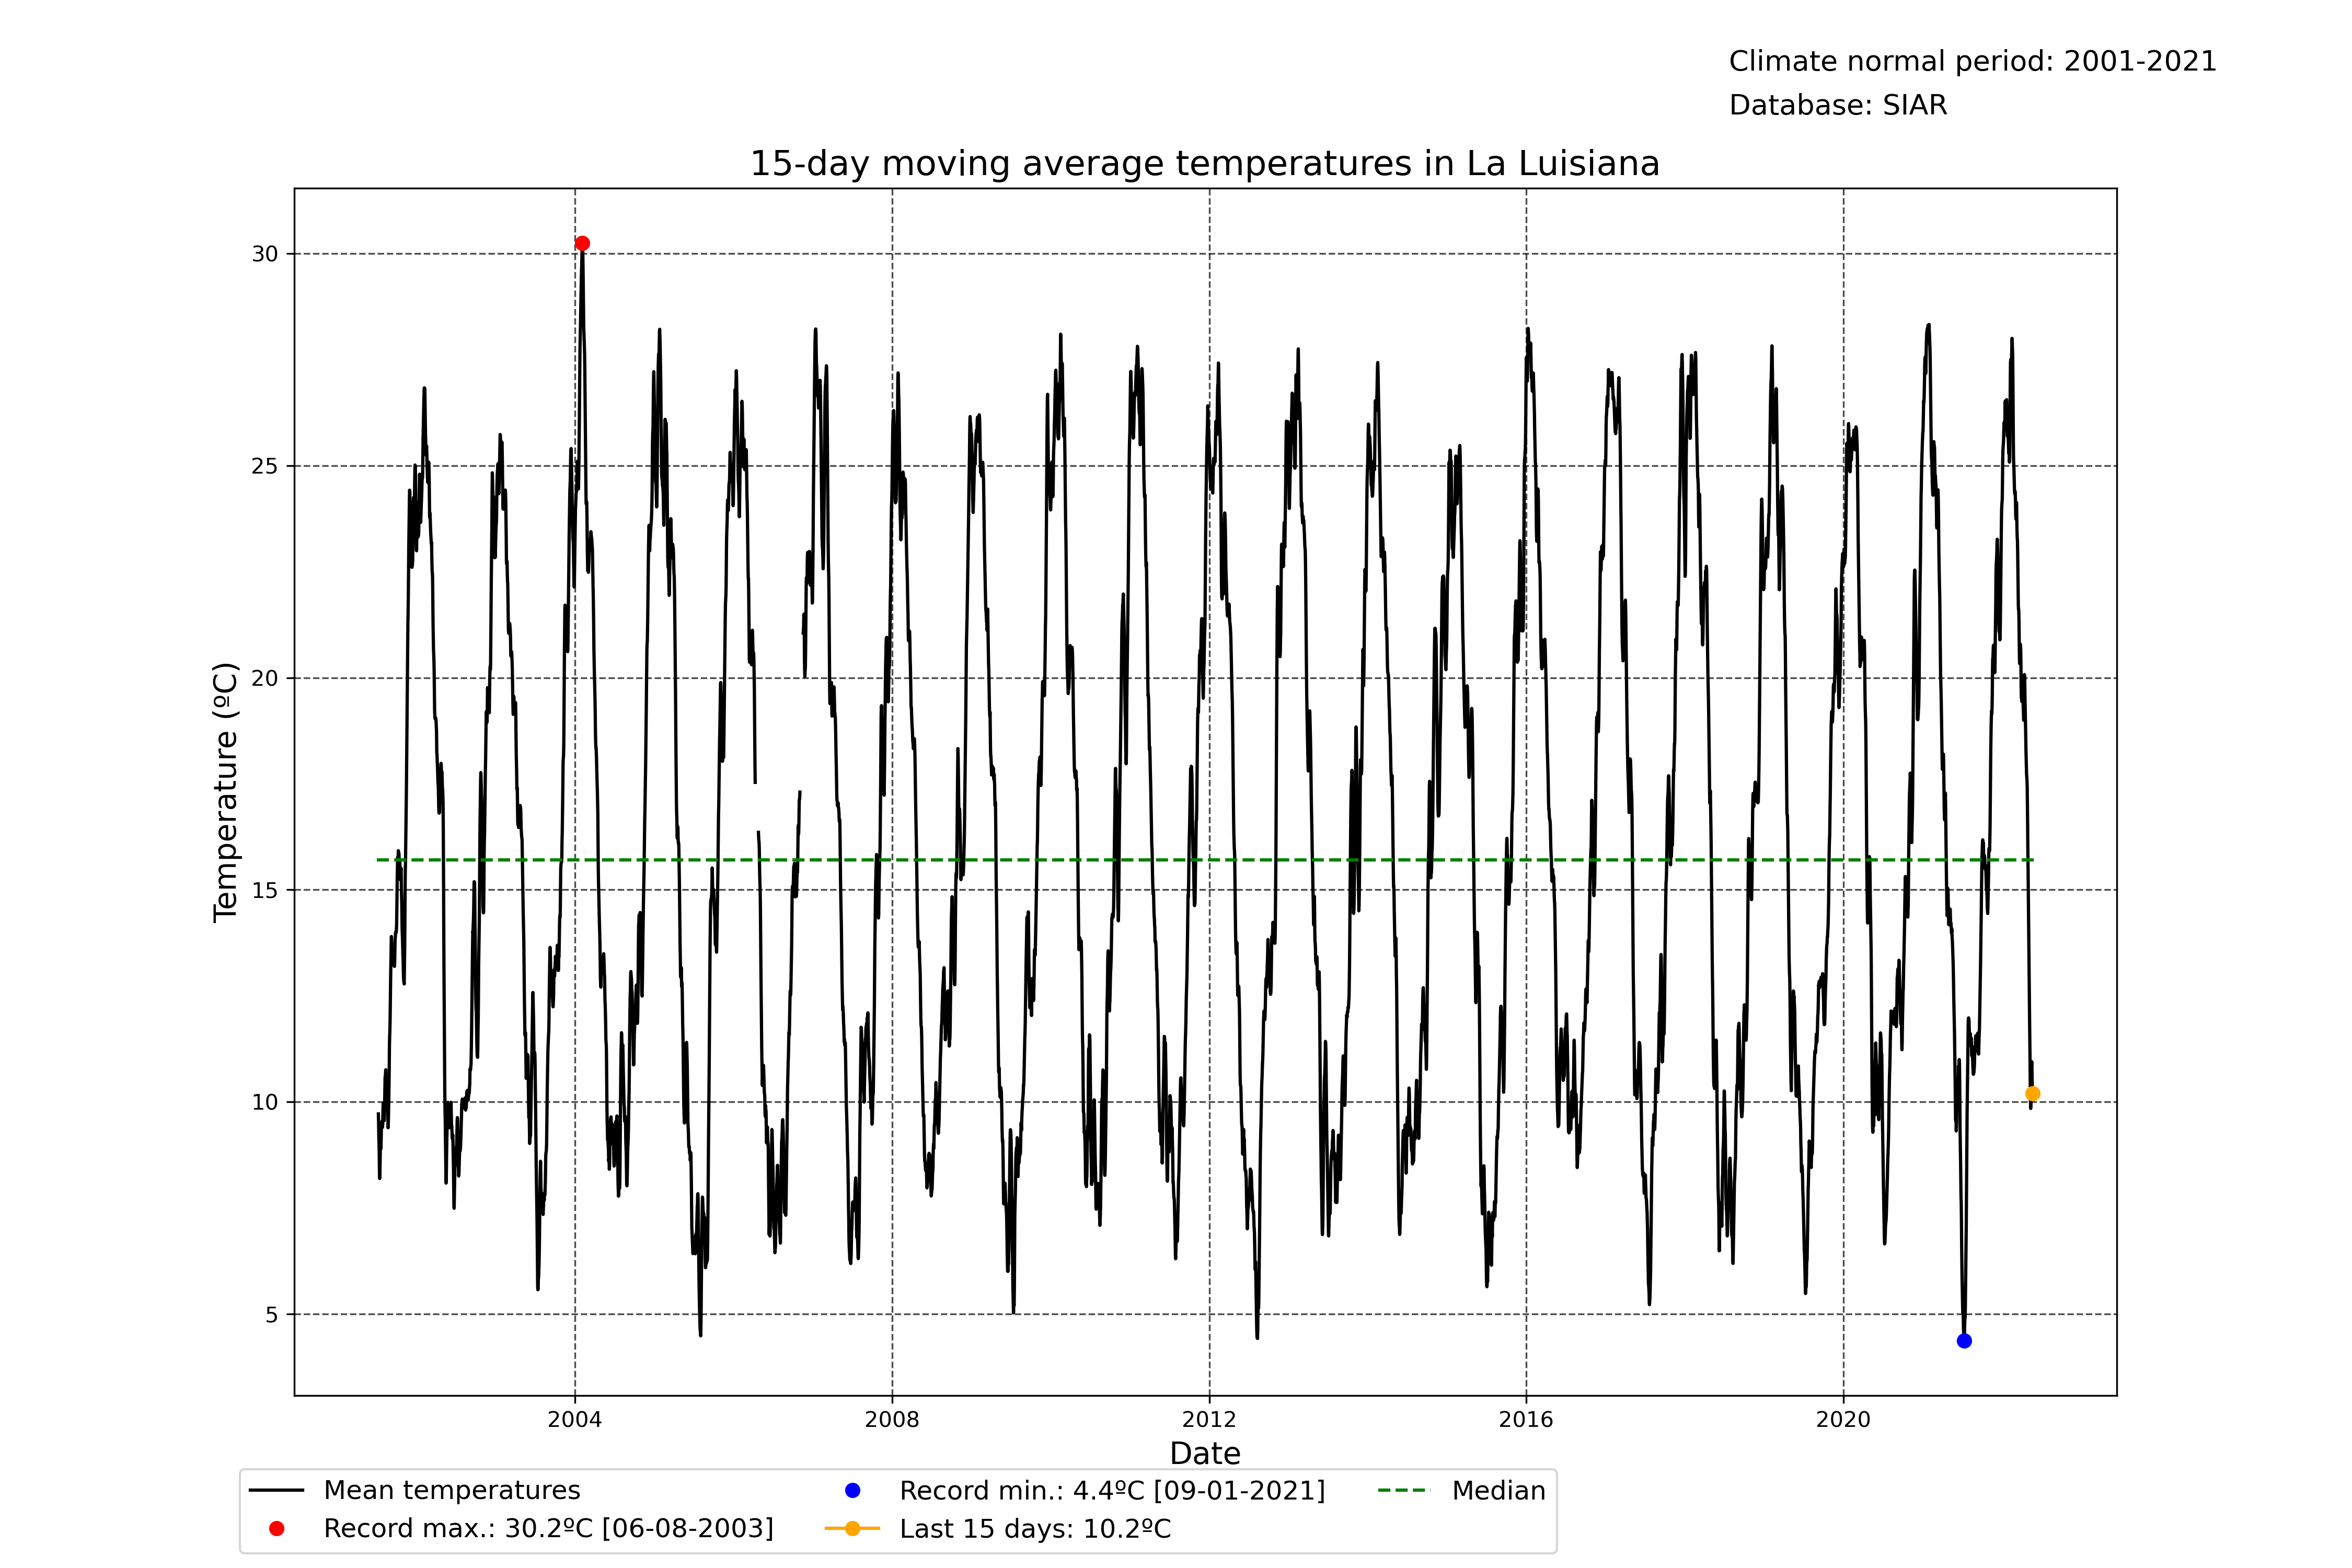 Climate normal period: 2001-2021
Database: SIAR
15-day moving average temperatures in La Luisiana
30
25
20
15
10
5
Temperature (ºC)
2004 2008 2012 2016 2020
Date
Mean temperatures
Record max.: 30.2ºC [06-08-2003]
Record min.: 4.4ºC [09-01-2021]
Last 15 days: 10.2ºC
Median